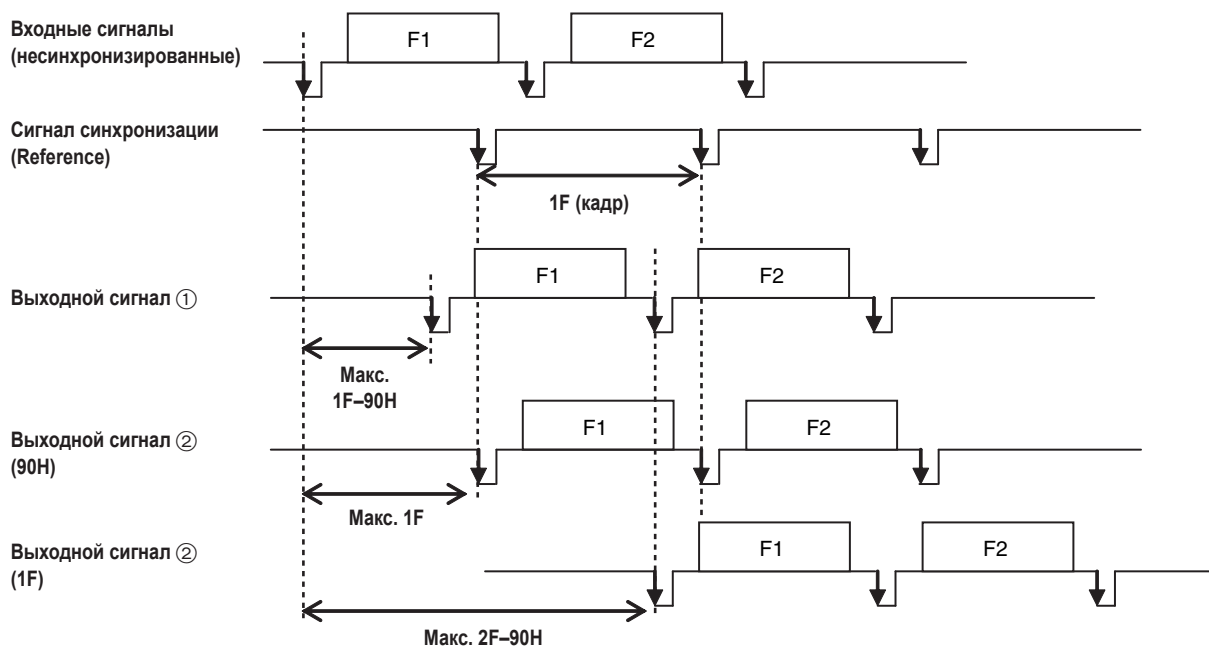 Входные сигналы
(несинхронизированные)
F1
F2
Сигнал синхронизации
(Reference)
1F (кадр)
Выходной сигнал ①
F1
F2
Макс.
1F–90H
Выходной сигнал ②
(90H)
F1
F2
Макс. 1F
Выходной сигнал ②
(1F)
F1
F2
Макс. 2F–90H